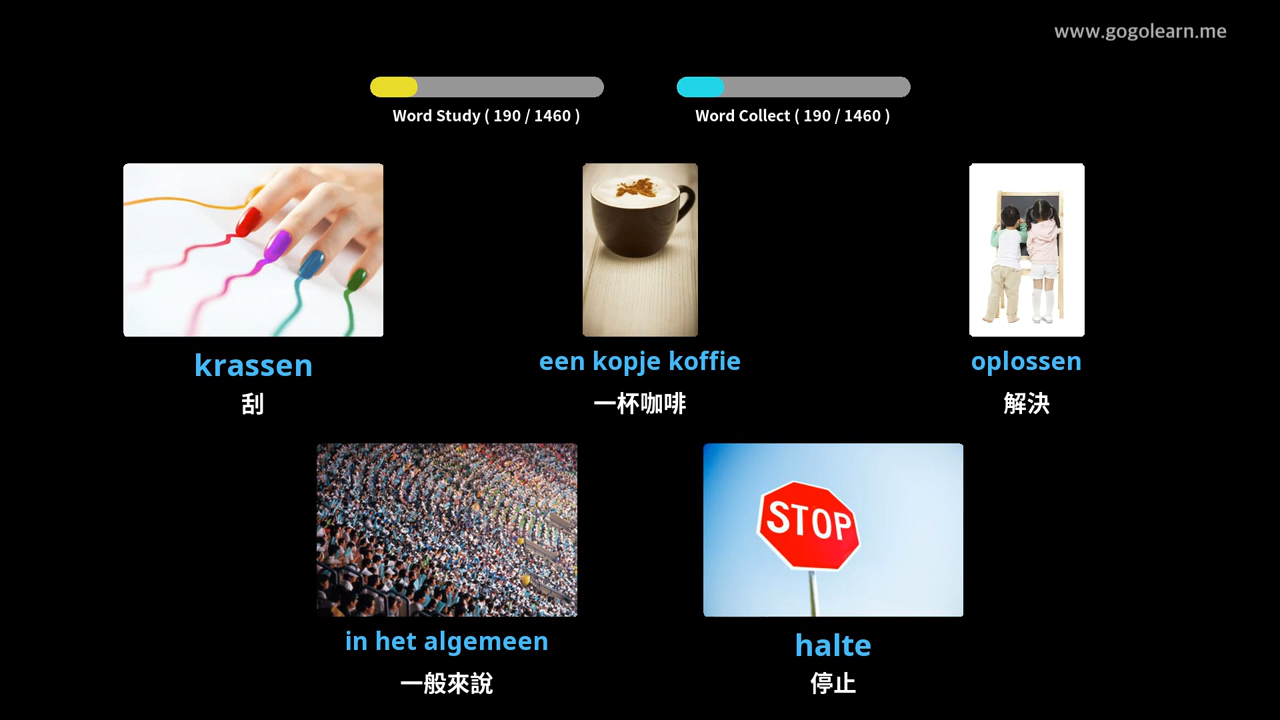 www.gogolearn.me
Word Study ( 190 / 1460 )
Word Collect ( 190 / 1460 )
krassen
刮
een kopje koffie
一杯咖啡
oplossen
解決
STOP
in het algemeen
一般來說
halte
停止